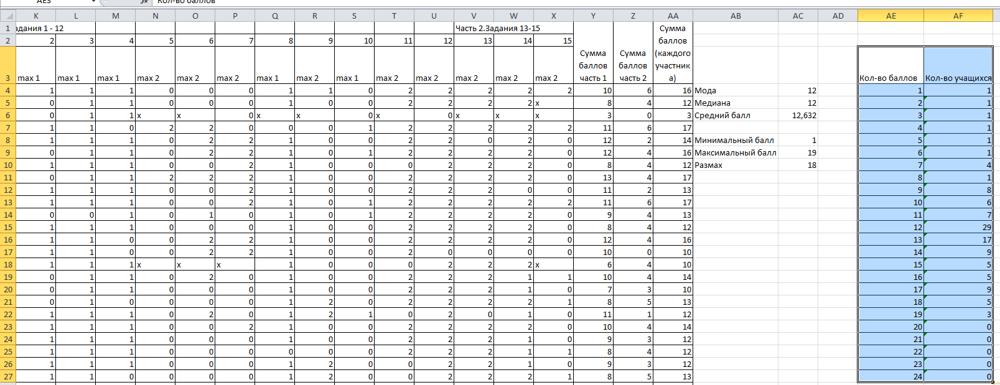 AE3 fx Кол-во баллов
K L M N O P Q R S T U V W X Y Z AA AB AC AD AE AF
1 адания 1 - 12 Часть 2.Задания 13-15 Сумма баллов (каждого участника)
2 2 3 4 5 6 7 8 9 10 11 12 13 14 15
3 max 1 max 1 max 1 max 2 max 2 max 2 max 1 max 2 max 1 max 2 max 2 max 2 max 2 max 2 Сумма баллов часть 1 Сумма баллов часть 2 Кол-во баллов Кол-во учащихся
4 1 1 1 0 0 0 1 1 0 2 2 2 2 2 10 6 16 Мода 12 1 1
5 0 1 1 0 0 0 1 0 0 2 2 2 2 x 8 4 12 Медиана 12 2 1
6 0 1 1 x x 0 x x 0 x 0 x x x 3 0 3 Средний балл 12,632 3 1
7 1 1 0 2 2 0 0 0 1 2 2 2 2 2 11 6 17 4 1
8 1 1 1 0 2 2 1 0 0 2 2 0 2 0 12 2 14 Минимальный балл 1 5 1
9 0 1 1 0 2 2 1 0 1 2 2 2 2 0 12 4 16 Максимальный балл 19 6 1
10 1 1 1 0 0 2 1 0 0 0 2 2 2 0 8 4 12 Размах 18 7 4
11 0 1 1 2 2 2 1 0 0 2 2 2 2 0 13 4 17 8 1
12 1 1 1 0 0 2 1 0 0 2 2 2 0 0 11 2 13 9 8
13 1 1 1 0 0 2 1 0 1 2 2 2 2 2 11 6 17 10 6
14 0 0 1 0 1 0 1 0 1 2 2 2 2 0 9 4 13 11 7
15 1 1 1 0 0 0 1 0 0 2 2 2 2 0 8 4 12 12 29
16 1 1 0 0 2 2 1 0 0 2 2 2 2 0 12 4 16 13 17
17 1 1 0 0 2 2 1 0 0 2 0 0 0 0 10 0 10 14 9
18 1 1 1 x x x 1 0 0 0 2 2 2 x 6 4 10 15 5
19 0 1 1 0 2 0 1 0 0 2 2 2 1 1 10 4 14 16 5
20 0 1 1 0 0 0 1 0 0 2 2 2 1 0 7 3 10 17 9
21 0 1 0 0 0 0 1 2 0 2 2 2 2 1 8 5 13 18 5
22 1 1 1 0 2 0 1 2 1 0 2 0 1 0 11 1 12 19 3
23 1 1 1 0 0 2 1 0 0 2 2 2 2 0 10 4 14 20 0
24 1 1 1 0 0 0 1 0 0 2 2 2 1 0 9 3 12 21 0
25 1 1 1 0 0 0 0 0 0 2 2 2 1 1 8 4 12 22 0
26 1 1 1 0 0 0 1 2 0 0 2 2 1 0 9 3 12 23 0
27 1 1 0 0 0 0 1 2 0 0 2 2 2 1 8 5 13 24 0